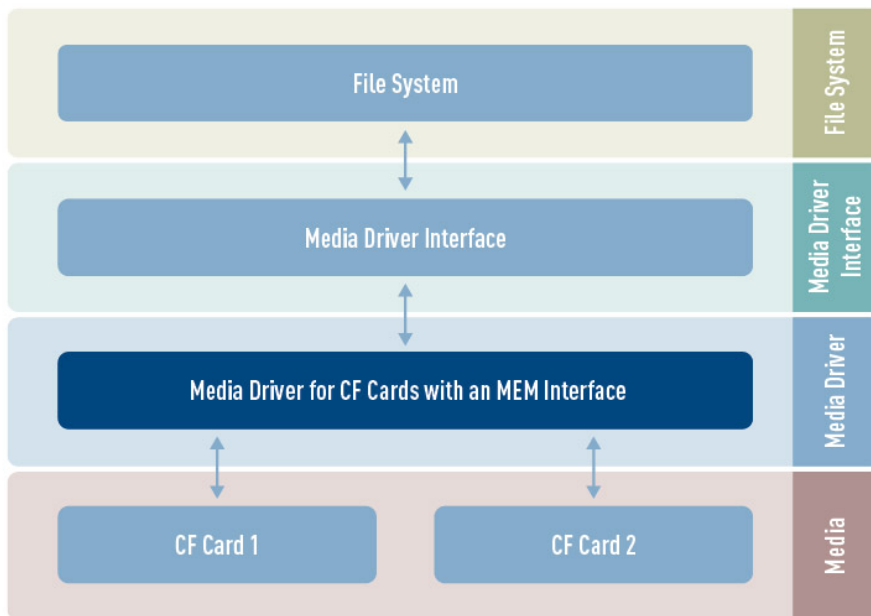 File System
File System
Media Driver Interface
Media Driver
Interface
Media Driver for CF Cards with an MEM Interface
Media Driver
CF Card 1
CF Card 2
Media